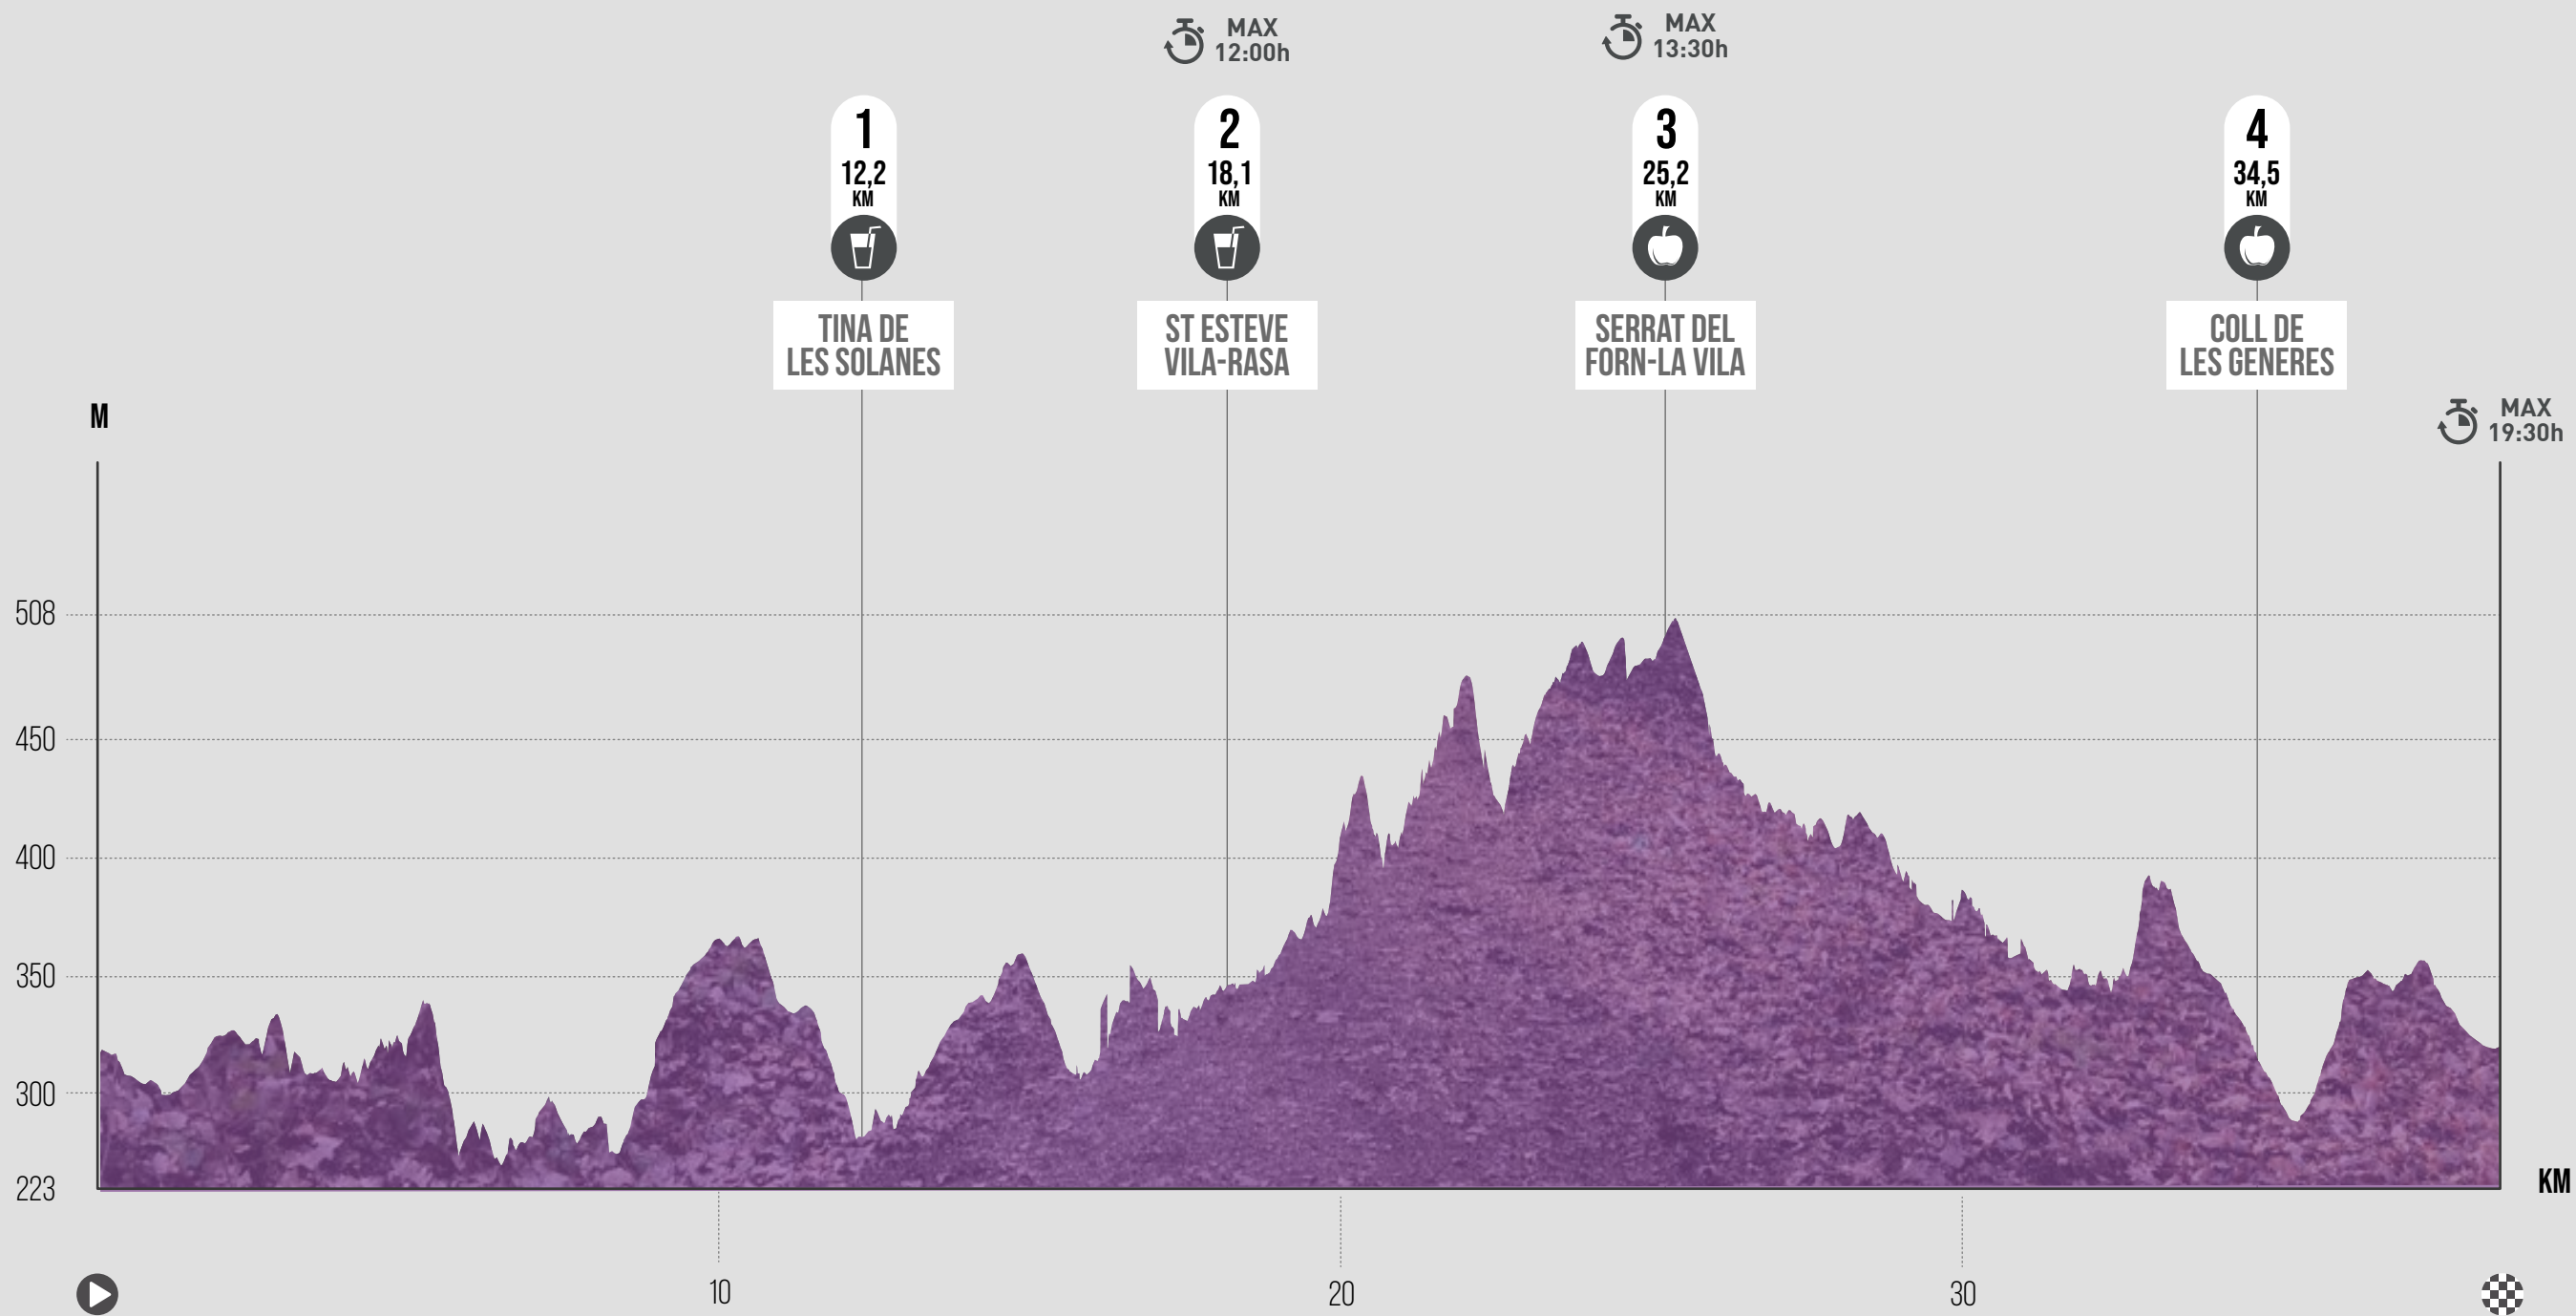 MAX
12:00h
MAX
13:30h
1
12,2
KM
2
18,1
KM
3
25,2
KM
4
34,5
KM
TINA DE
LES SOLANES
ST ESTEVE
VILA-RASA
SERRAT DEL
FORN-LA VILA
COLL DE
LES GENERES
M
MAX
19:30h
508
450
400
350
300
223
KM
10
20
30